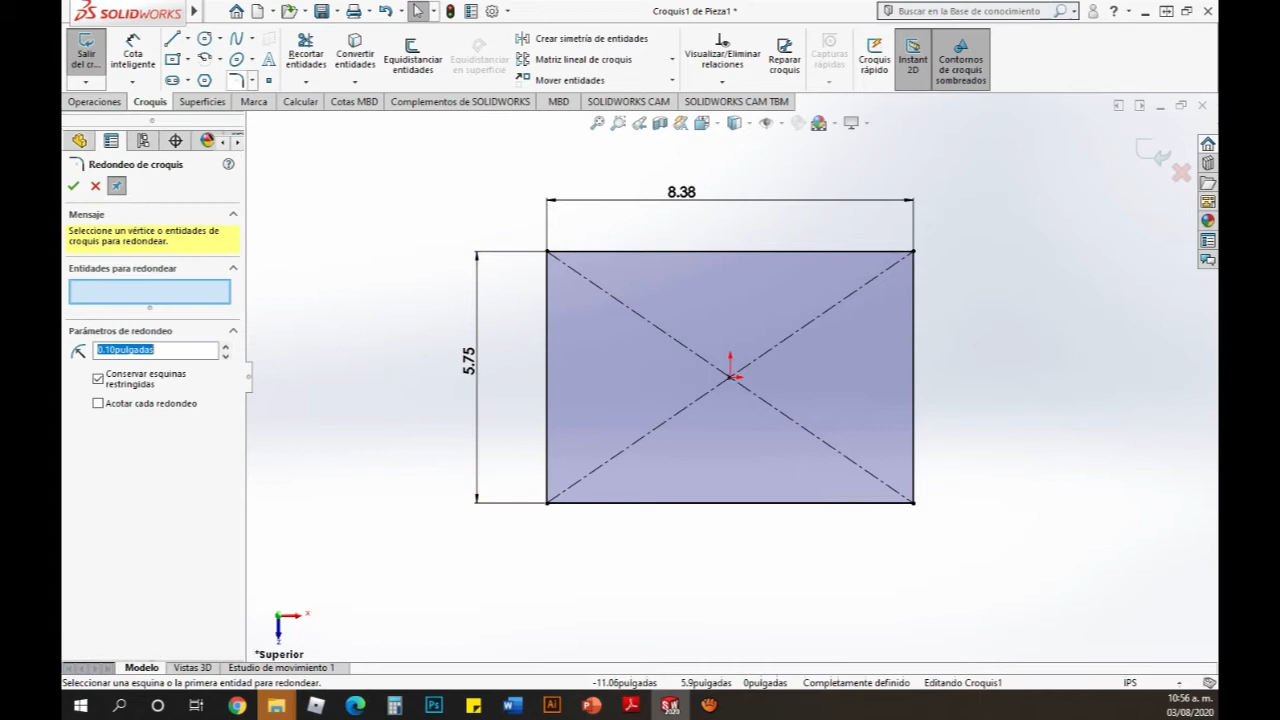 SOLIDWORKS
Croquis1 de Pieza1 *
Buscar en la Base de conocimiento
Salir del cr...
Cota inteligente
Recortar entidades
Convertir entidades
Equidistanciar entidades
Equidistanciar en superficie
Crear simetría de entidades
Matriz lineal de croquis
Mover entidades
Visualizar/Eliminar relaciones
Reparar croquis
Capturas rápidas
Croquis rápido
Instant 2D
Contornos de croquis sombreados
Operaciones
Croquis
Superficies
Marca
Calcular
Cotas MBD
Complementos de SOLIDWORKS
MBD
SOLIDWORKS CAM
SOLIDWORKS CAM TBM
Redondeo de croquis
Mensaje
Seleccione un vértice o entidades de
croquis para redondear.
Entidades para redondear
Parámetros de redondeo
0.10pulgadas
Conservar esquinas
restringidas
Acotar cada redondeo
8.38
5.75
x
z
*Superior
Modelo
Vistas 3D
Estudio de movimiento 1
Seleccionar una esquina o la primera entidad para redondear.
-11.06pulgadas
5.9pulgadas
0pulgadas
Completamente definido
Editando Croquis1
IPS
10:56 a. m.
03/08/2020